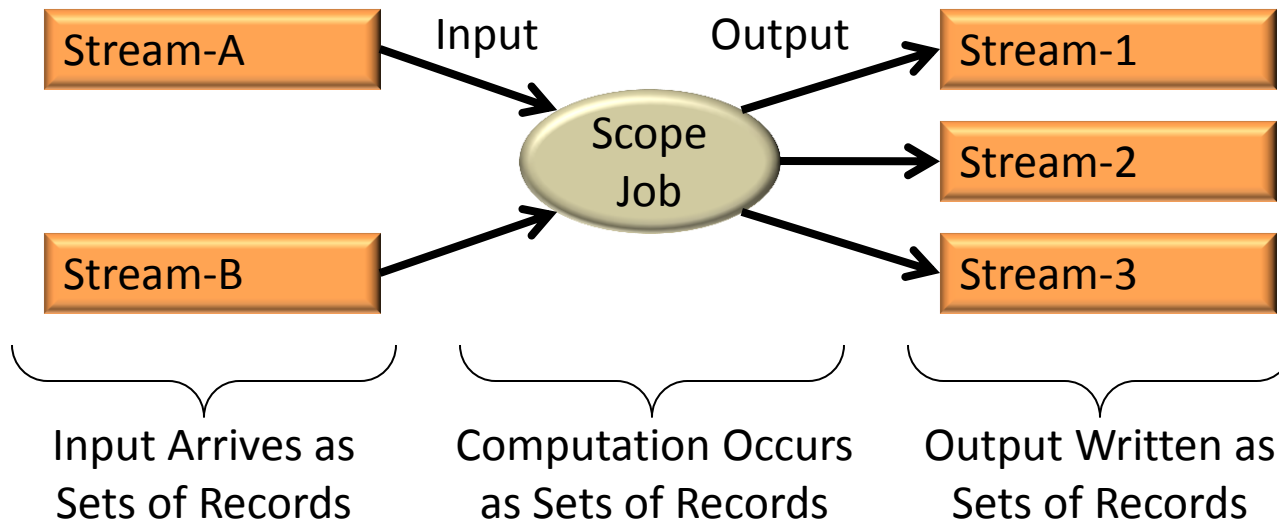 Stream-A
Input
Output
Stream-1
Scope
Job
Stream-2
Stream-B
Stream-3
Input Arrives as
Sets of Records
Computation Occurs
as Sets of Records
Output Written as
Sets of Records